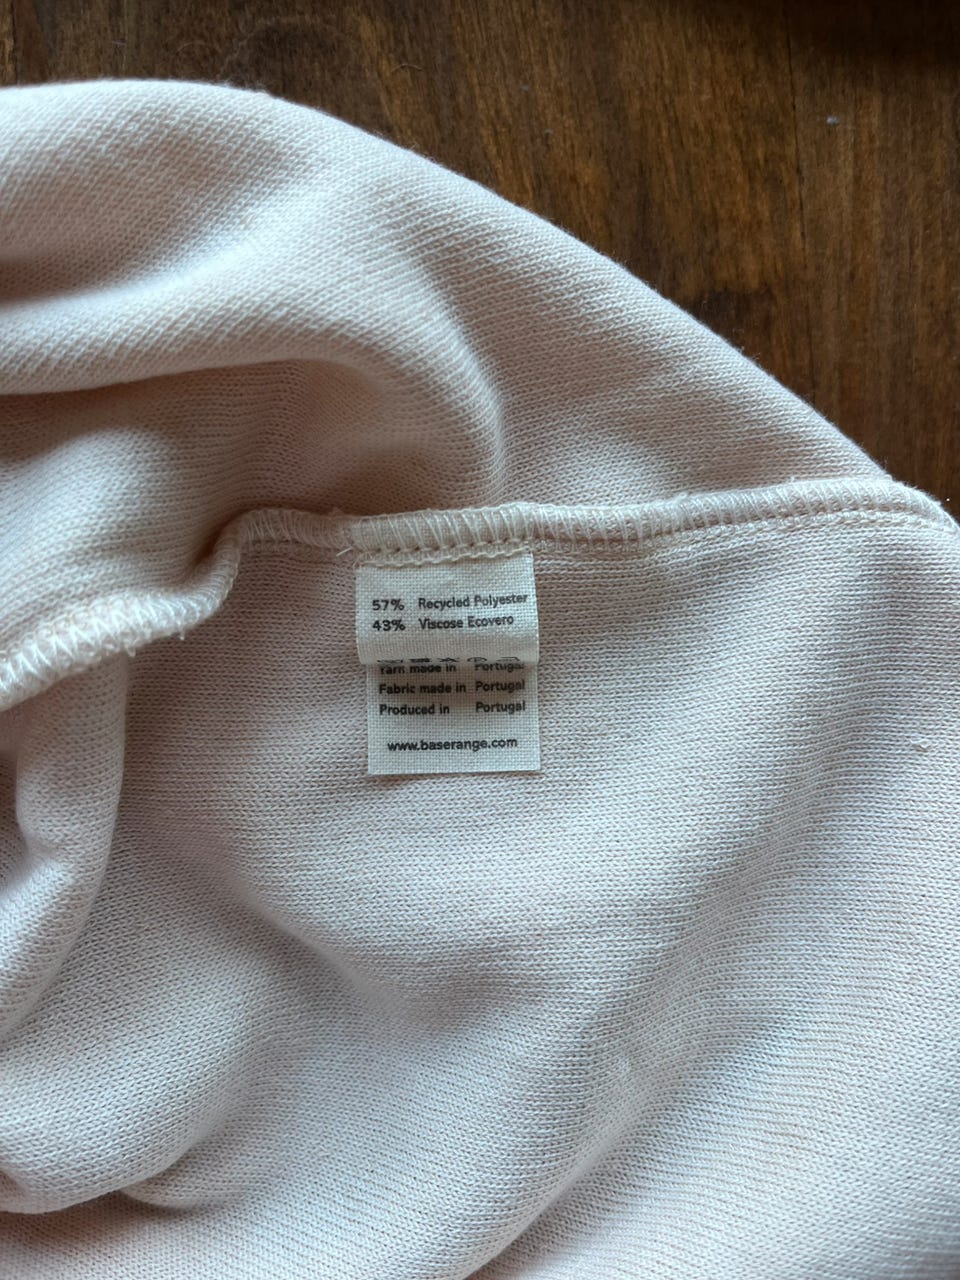 57% Recycled Polyester
43% Viscose Ecovero
Yarn made in Portugal
Fabric made in Portugal
Produced in Portugal
www.baserange.com